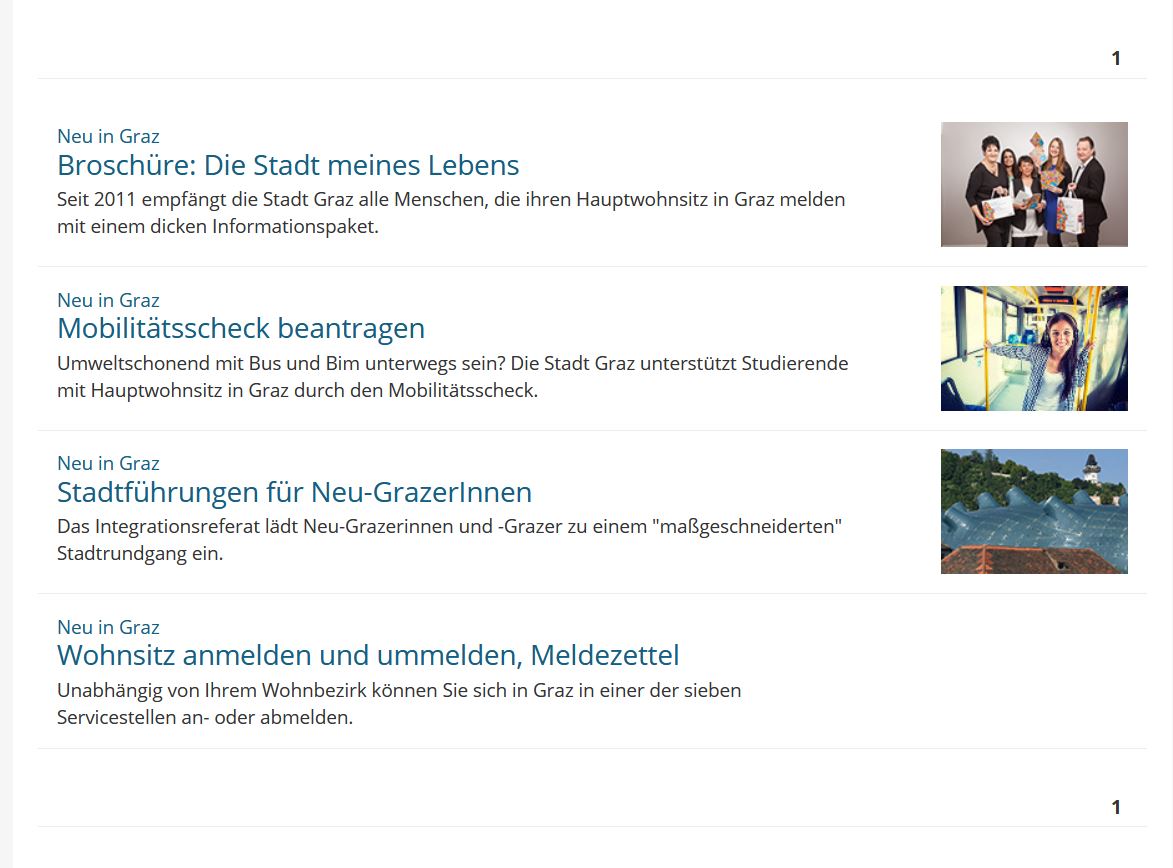 1
Neu in Graz
Broschüre: Die Stadt meines Lebens
Seit 2011 empfängt die Stadt Graz alle Menschen, die ihren Hauptwohnsitz in Graz melden
mit einem dicken Informationspaket.
Neu in Graz
Mobilitätsscheck beantragen
Umweltschonend mit Bus und Bim unterwegs sein? Die Stadt Graz unterstützt Studierende
mit Hauptwohnsitz in Graz durch den Mobilitätsscheck.
Neu in Graz
Stadtführungen für Neu-GrazerInnen
Das Integrationsreferat lädt Neu-Grazerinnen und -Grazer zu einem "maßgeschneiderten"
Stadtrundgang ein.
Neu in Graz
Wohnsitz anmelden und ummelden, Meldezettel
Unabhängig von Ihrem Wohnbezirk können Sie sich in Graz in einer der sieben
Servicestellen an- oder abmelden.
1